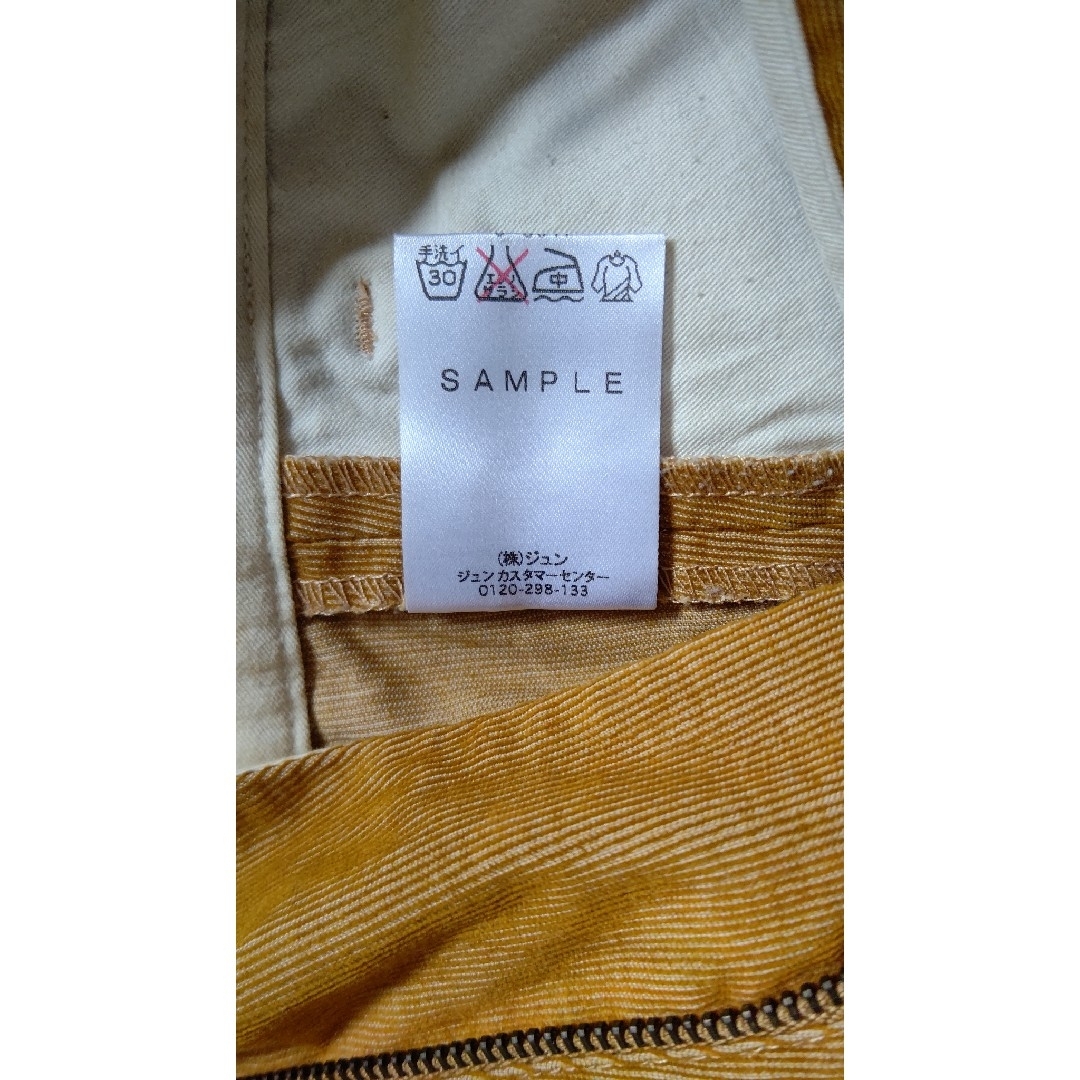 手洗イ
30 エンソ サラシ 中
SAMPLE
(株)ジュン
ジュンカスタマーセンター
0120-298-133